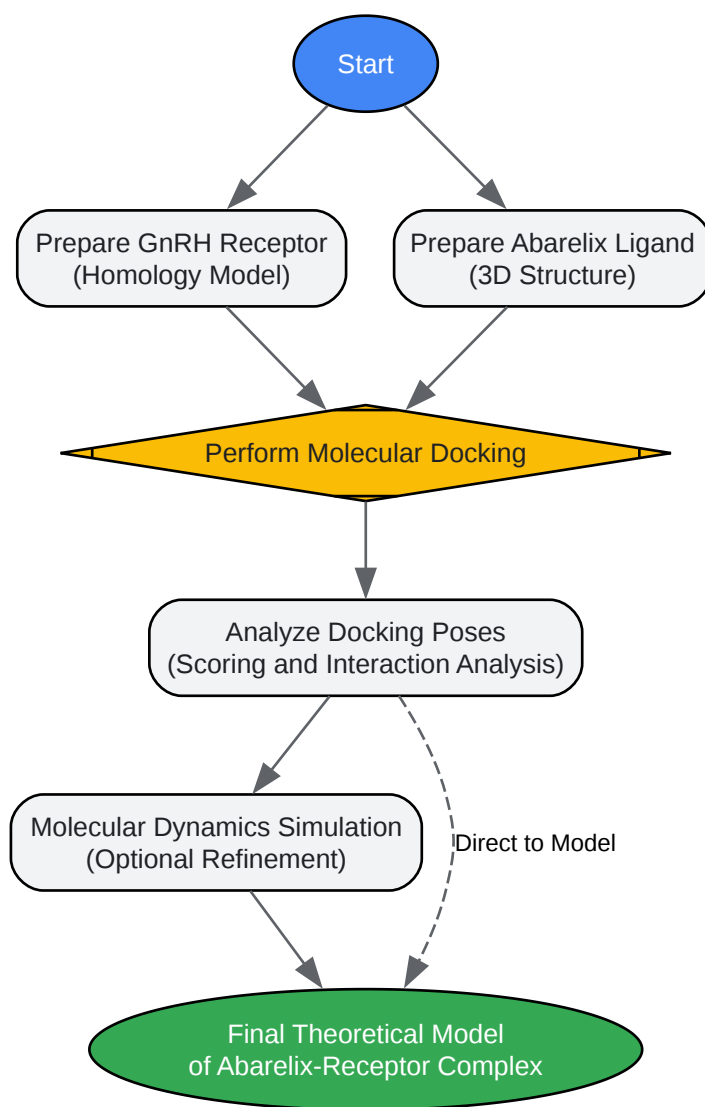 Start
Prepare GnRH Receptor
(Homology Model)
Prepare Abarelix Ligand
(3D Structure)
Perform Molecular Docking
Analyze Docking Poses
(Scoring and Interaction Analysis)
Molecular Dynamics Simulation
(Optional Refinement)
Direct to Model
Final Theoretical Model
of Abarelix-Receptor Complex